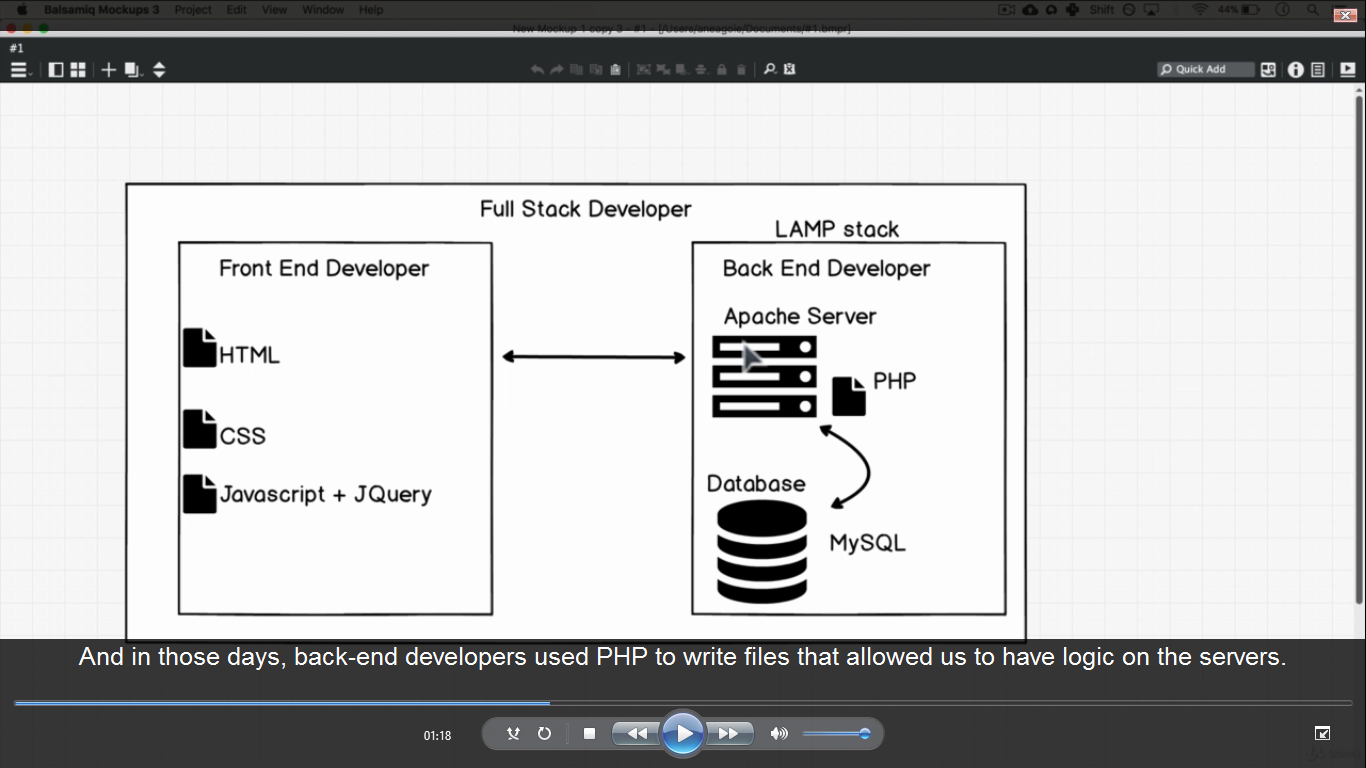 Balsamiq Mockups 3 Project Edit View Window Help Shift 44%
New Mockup 1 copy 3 - #1 - [/Users/aneagoie/Documents/#1.bmpr]
#1
Quick Add
Full Stack Developer
LAMP stack
Front End Developer
Back End Developer
Apache Server
HTML
PHP
CSS
Database
Javascript + JQuery
MySQL
And in those days, back-end developers used PHP to write files that allowed us to have logic on the servers.
01:18